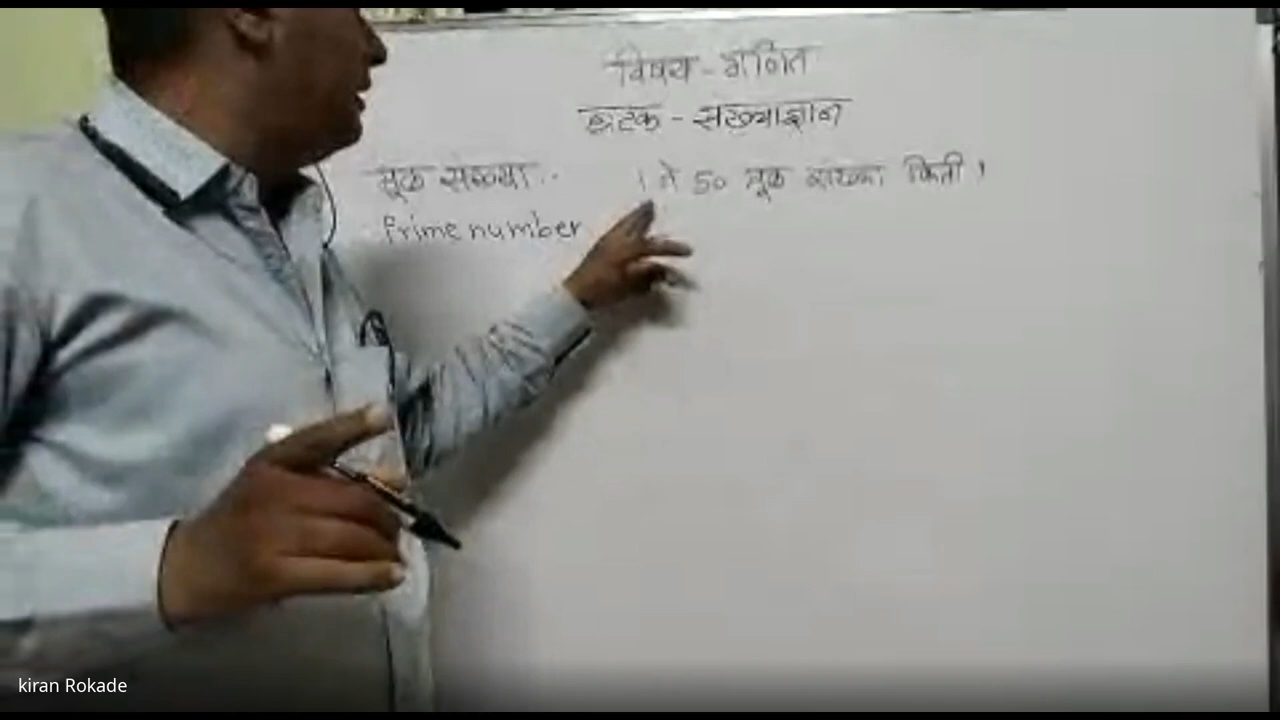 विषय - गणित
घटक - संख्याज्ञान
मूळ संख्या :-
1 ते 50 मूळ संख्या किती ?
Prime number
kiran Rokade